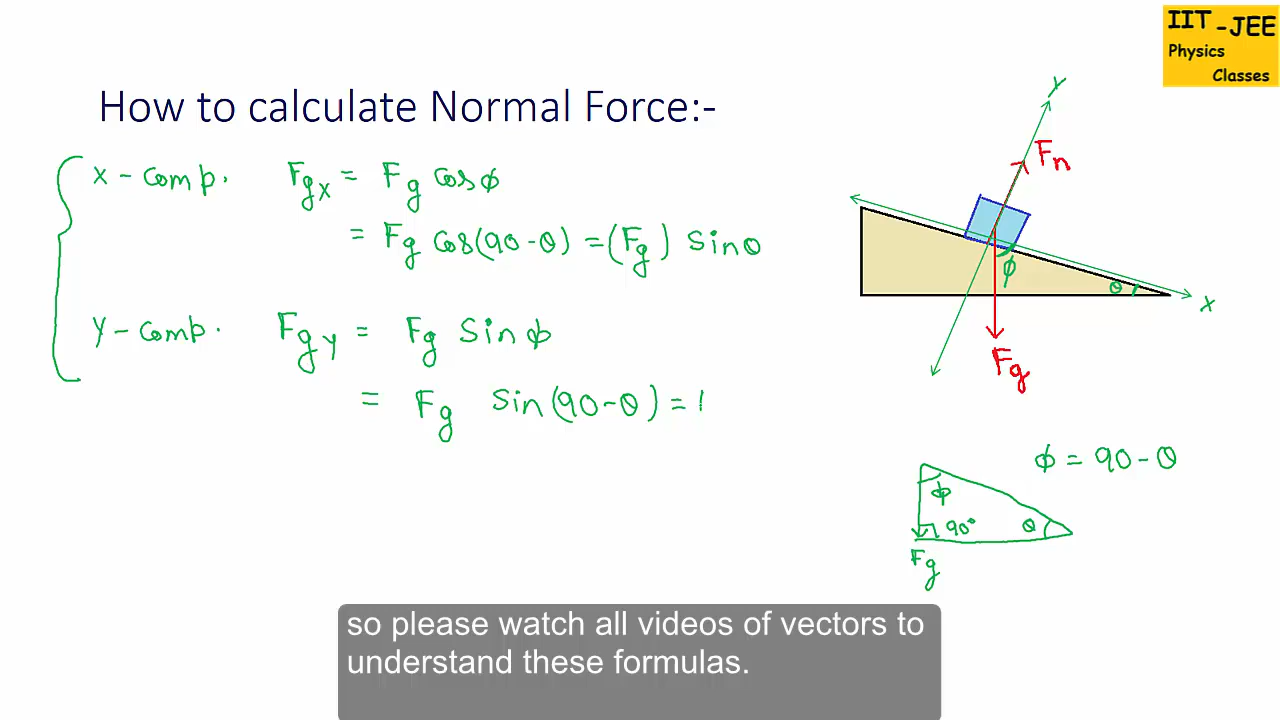 IIT-JEE
Physics
Classes
How to calculate Normal Force:-
x - comp. Fgx = Fg cosϕ
= Fg cos(90-θ) = (Fg) sinθ
y - comp. Fgy = Fg sinϕ
= Fg sin(90-θ) =
y
Fn
ϕ
θ
x
Fg
ϕ = 90-θ
ϕ
90° θ
Fg
so please watch all videos of vectors to
understand these formulas.